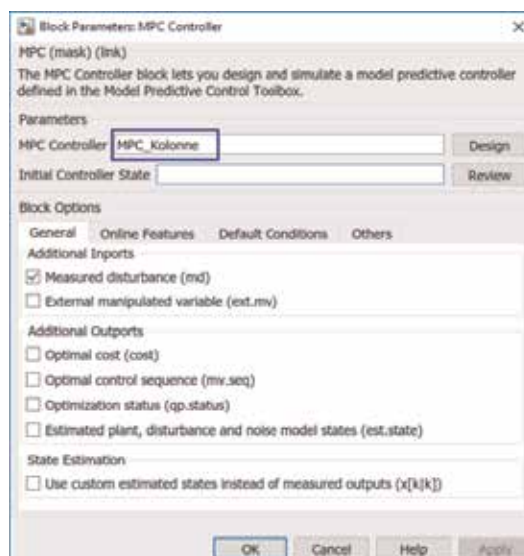 Block Parameters: MPC Controller
MPC (mask) (link)
The MPC Controller block lets you design and simulate a model predictive controller
defined in the Model Predictive Control Toolbox.
Parameters
MPC Controller MPC_Kolonne Design
Initial Controller State Review
Block Options
General Online Features Default Conditions Others
Additional Inports
Measured disturbance (md)
External manipulated variable (ext.mv)
Additional Outports
Optimal cost (cost)
Optimal control sequence (mv.seq)
Optimization status (qp.status)
Estimated plant, disturbance and noise model states (est.state)
State Estimation
Use custom estimated states instead of measured outputs (x[k|k])
OK Cancel Help Apply